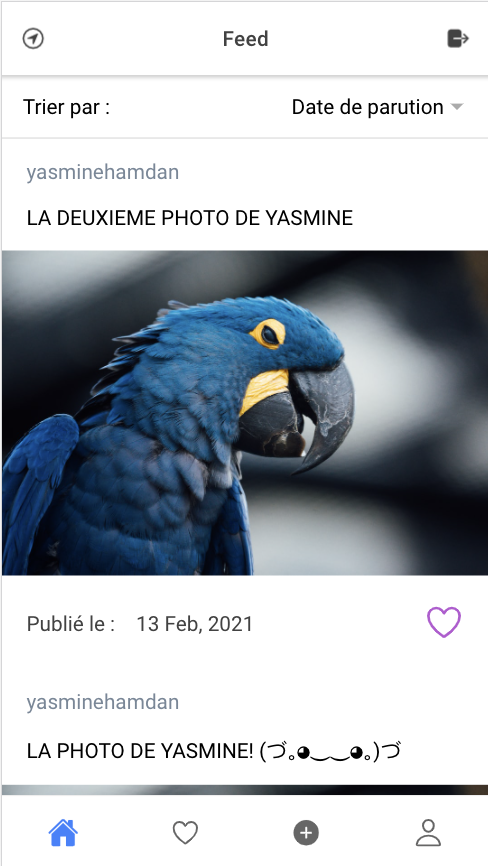 Feed
Trier par :
Date de parution
yasminehamdan
LA DEUXIEME PHOTO DE YASMINE
Publié le : 13 Feb, 2021
yasminehamdan
LA PHOTO DE YASMINE! (づ｡◕‿‿◕｡)づ